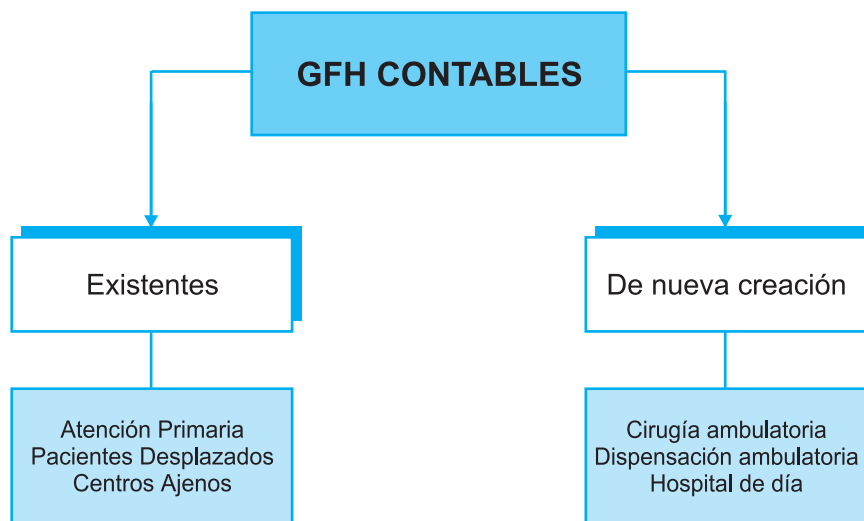 GFH CONTABLES
Existentes
De nueva creación
Atención Primaria
Pacientes Desplazados
Centros Ajenos
Cirugía ambulatoria
Dispensación ambulatoria
Hospital de día